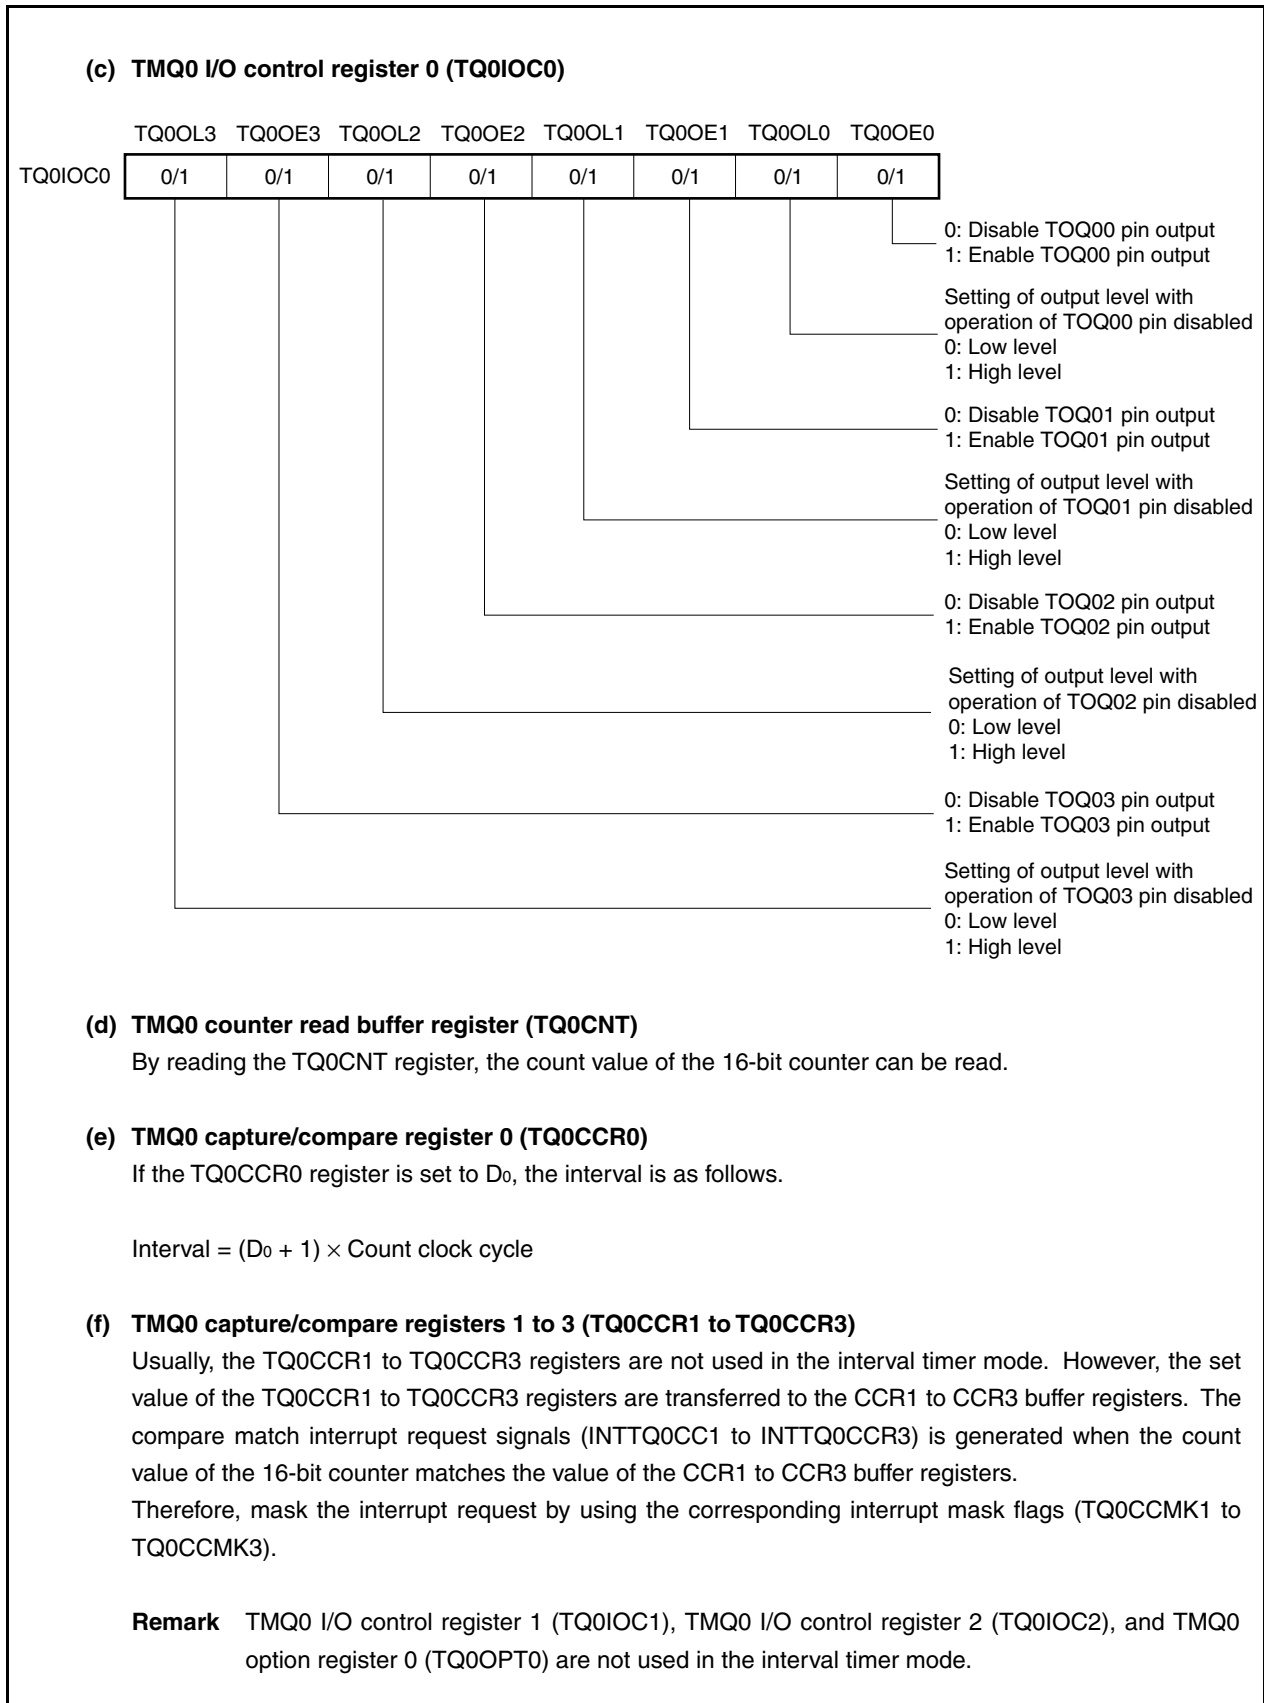 (c) TMQ0 I/O control register 0 (TQ0IOC0)
TQ0OL3 TQ0OE3 TQ0OL2 TQ0OE2 TQ0OL1 TQ0OE1 TQ0OL0 TQ0OE0
TQ0IOC0 0/1 0/1 0/1 0/1 0/1 0/1 0/1 0/1
0: Disable TOQ00 pin output
1: Enable TOQ00 pin output
Setting of output level with
operation of TOQ00 pin disabled
0: Low level
1: High level
0: Disable TOQ01 pin output
1: Enable TOQ01 pin output
Setting of output level with
operation of TOQ01 pin disabled
0: Low level
1: High level
0: Disable TOQ02 pin output
1: Enable TOQ02 pin output
Setting of output level with
operation of TOQ02 pin disabled
0: Low level
1: High level
0: Disable TOQ03 pin output
1: Enable TOQ03 pin output
Setting of output level with
operation of TOQ03 pin disabled
0: Low level
1: High level
(d) TMQ0 counter read buffer register (TQ0CNT)
By reading the TQ0CNT register, the count value of the 16-bit counter can be read.
(e) TMQ0 capture/compare register 0 (TQ0CCR0)
If the TQ0CCR0 register is set to D0, the interval is as follows.
Interval = (D0 + 1) × Count clock cycle
(f) TMQ0 capture/compare registers 1 to 3 (TQ0CCR1 to TQ0CCR3)
Usually, the TQ0CCR1 to TQ0CCR3 registers are not used in the interval timer mode. However, the set
value of the TQ0CCR1 to TQ0CCR3 registers are transferred to the CCR1 to CCR3 buffer registers. The
compare match interrupt request signals (INTTQ0CC1 to INTTQ0CCR3) is generated when the count
value of the 16-bit counter matches the value of the CCR1 to CCR3 buffer registers.
Therefore, mask the interrupt request by using the corresponding interrupt mask flags (TQ0CCMK1 to
TQ0CCMK3).
Remark TMQ0 I/O control register 1 (TQ0IOC1), TMQ0 I/O control register 2 (TQ0IOC2), and TMQ0
option register 0 (TQ0OPT0) are not used in the interval timer mode.